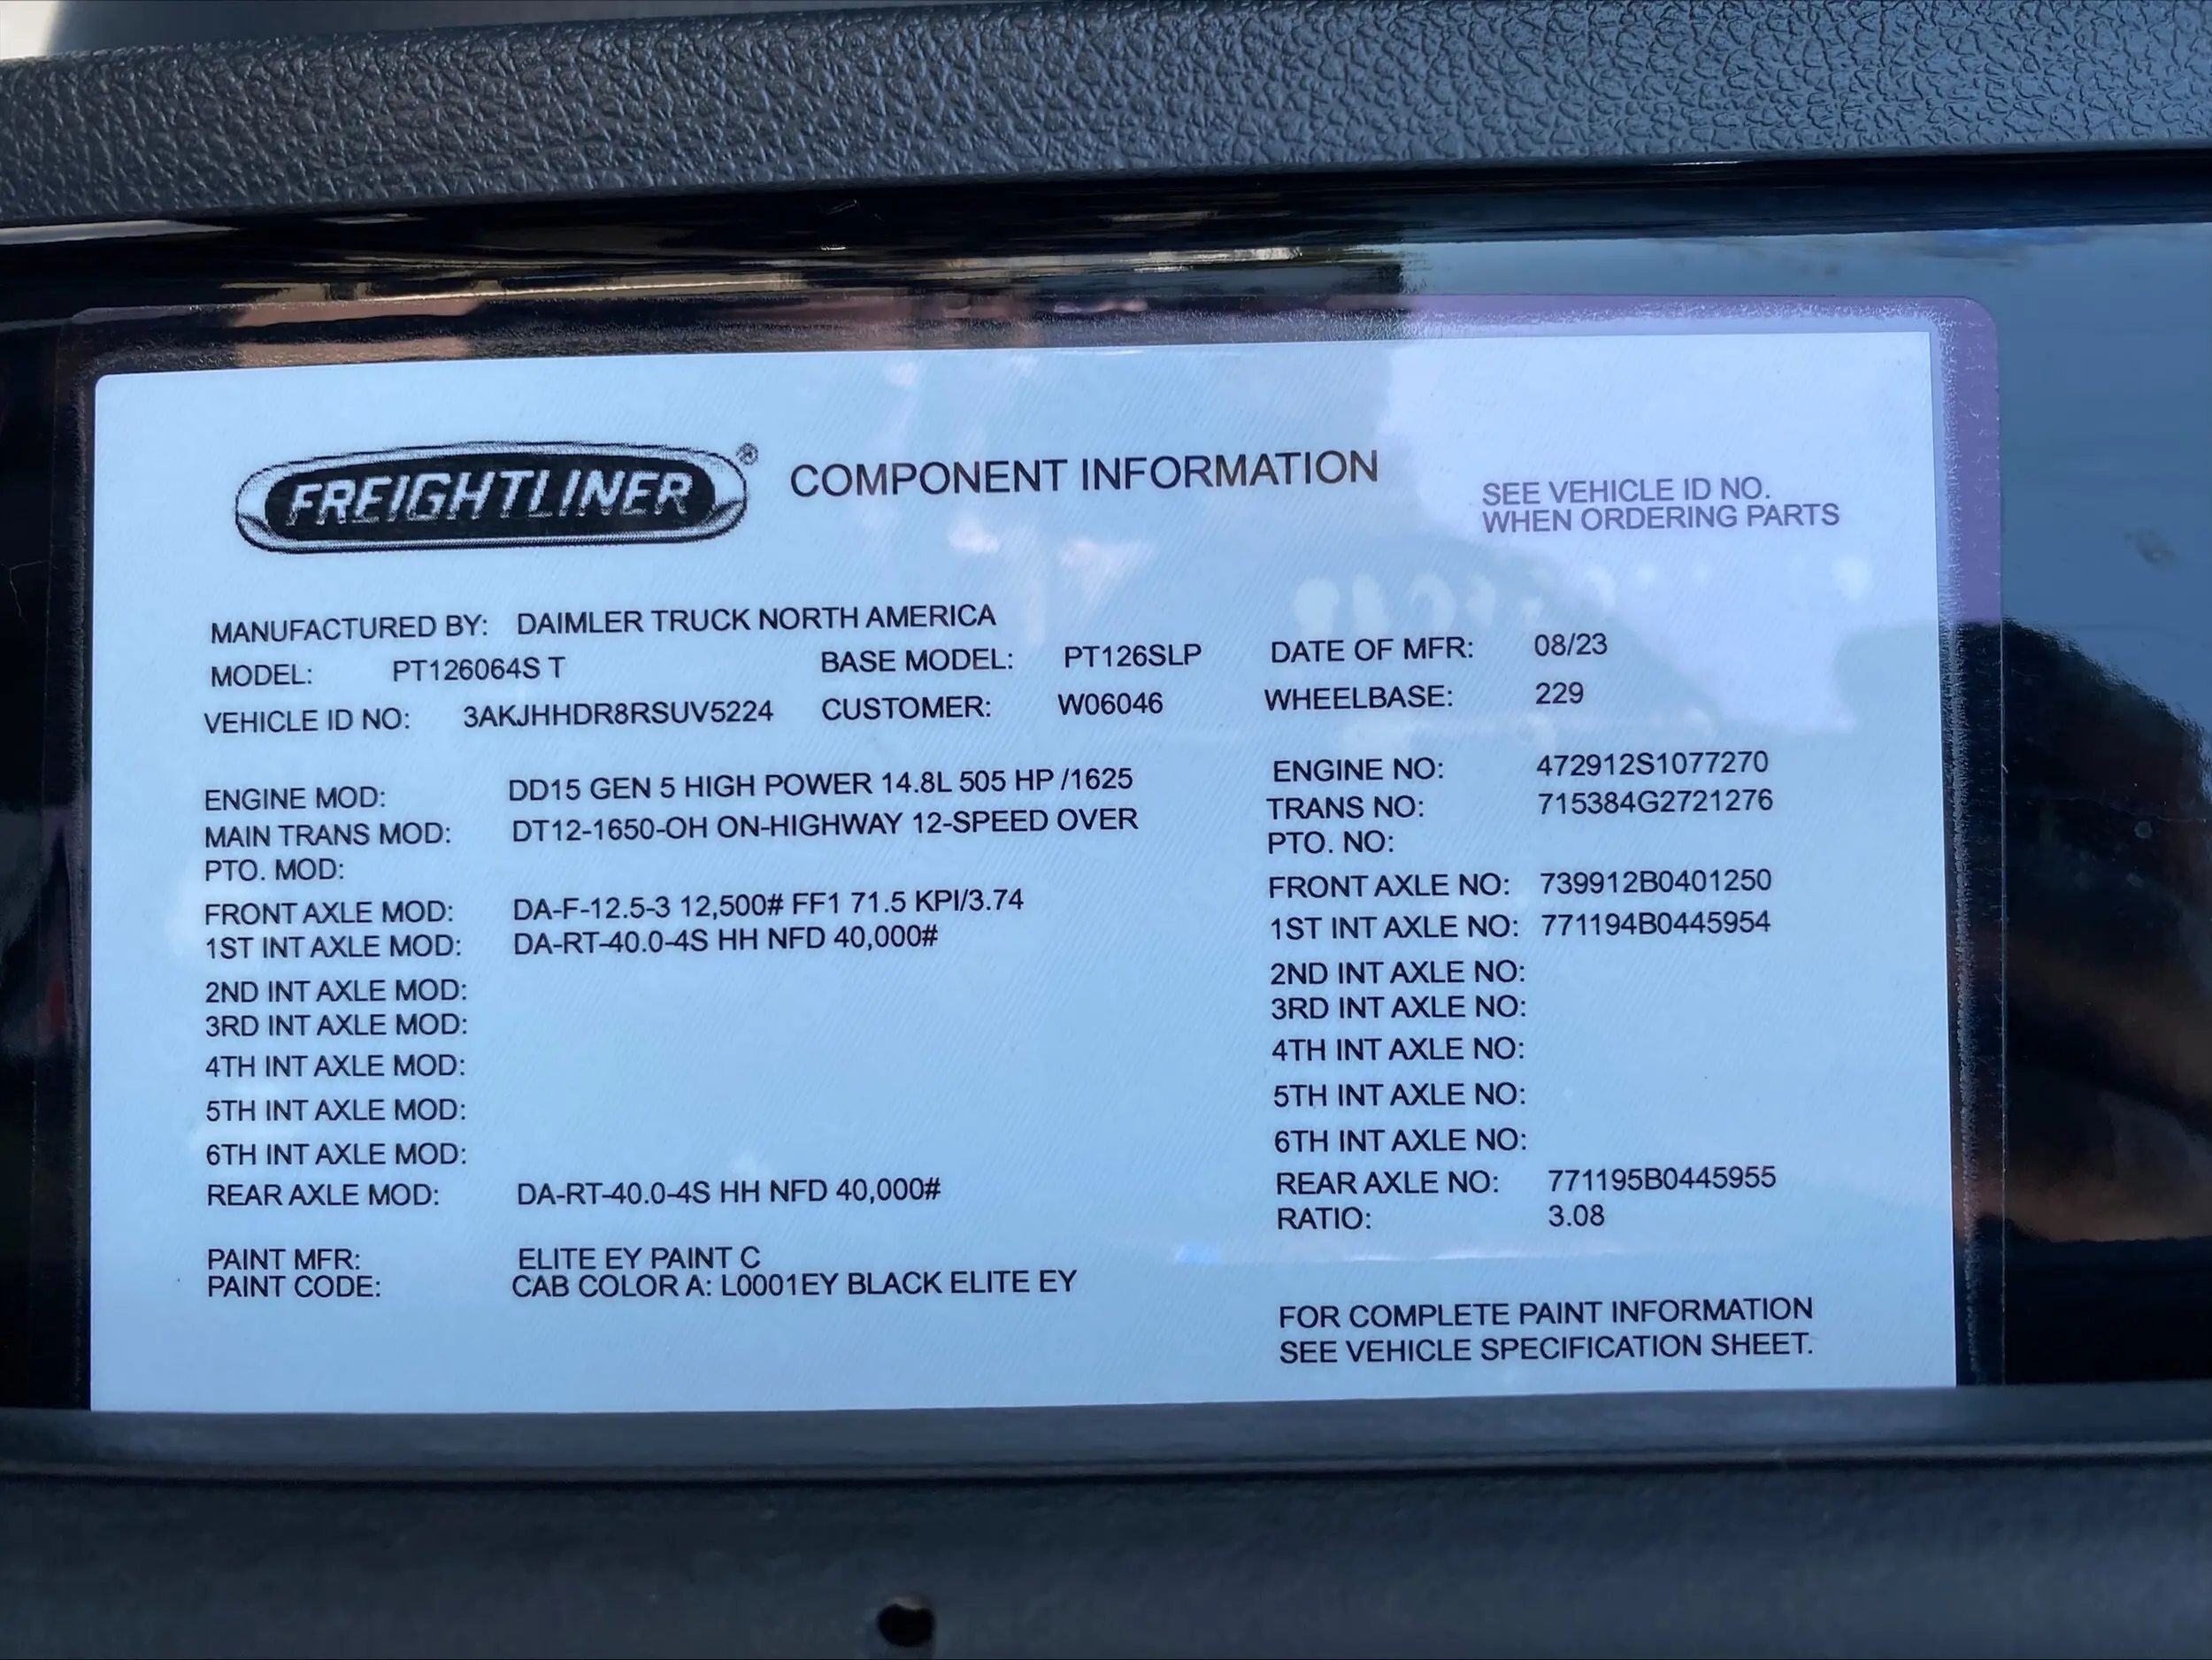 FREIGHTLINER® COMPONENT INFORMATION
SEE VEHICLE ID NO.
WHEN ORDERING PARTS
MANUFACTURED BY: DAIMLER TRUCK NORTH AMERICA
MODEL: PT126064S T BASE MODEL: PT126SLP DATE OF MFR: 08/23
VEHICLE ID NO: 3AKJHHDR8RSUV5224 CUSTOMER: W06046 WHEELBASE: 229
ENGINE MOD: DD15 GEN 5 HIGH POWER 14.8L 505 HP /1625 ENGINE NO: 472912S1077270
MAIN TRANS MOD: DT12-1650-OH ON-HIGHWAY 12-SPEED OVER TRANS NO: 715384G2721276
PTO. MOD: PTO. NO:
FRONT AXLE MOD: DA-F-12.5-3 12,500# FF1 71.5 KPI/3.74 FRONT AXLE NO: 739912B0401250
1ST INT AXLE MOD: DA-RT-40.0-4S HH NFD 40,000# 1ST INT AXLE NO: 771194B0445954
2ND INT AXLE MOD: 2ND INT AXLE NO:
3RD INT AXLE MOD: 3RD INT AXLE NO:
4TH INT AXLE MOD: 4TH INT AXLE NO:
5TH INT AXLE MOD: 5TH INT AXLE NO:
6TH INT AXLE MOD: 6TH INT AXLE NO:
REAR AXLE MOD: DA-RT-40.0-4S HH NFD 40,000# REAR AXLE NO: 771195B0445955
RATIO: 3.08
PAINT MFR: ELITE EY PAINT C
PAINT CODE: CAB COLOR A: L0001EY BLACK ELITE EY
FOR COMPLETE PAINT INFORMATION
SEE VEHICLE SPECIFICATION SHEET.